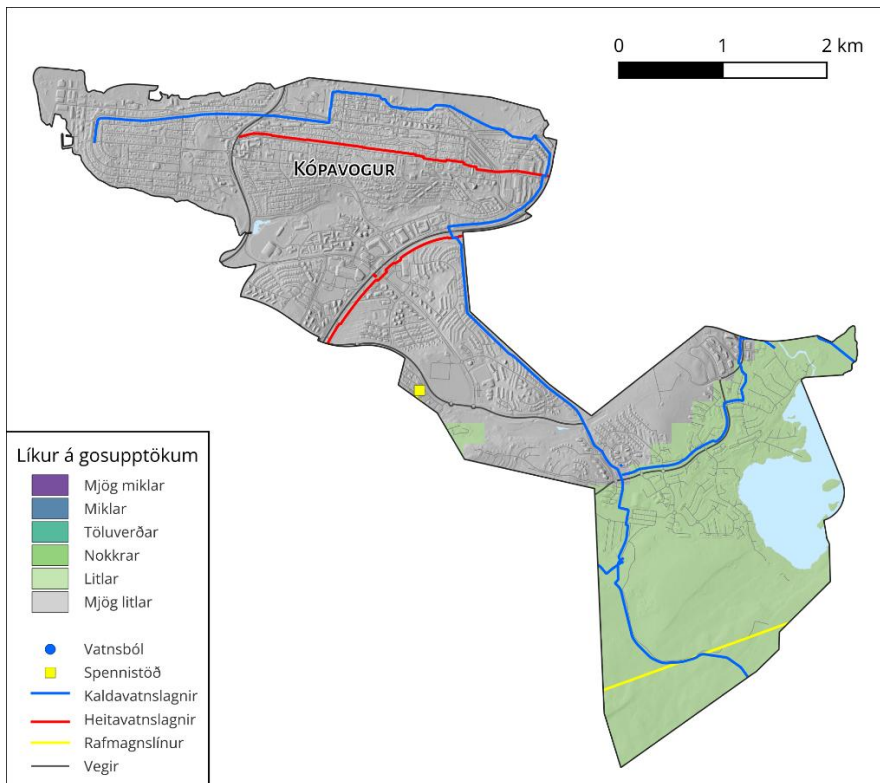 0 1 2 km
KÓPAVOGUR
Líkur á gosupptökum
Mjög miklar
Miklar
Töluverðar
Nokkrar
Litlar
Mjög litlar
Vatnsból
Spennistöð
Kaldavatnslagnir
Heitavatnslagnir
Rafmagnslínur
Vegir